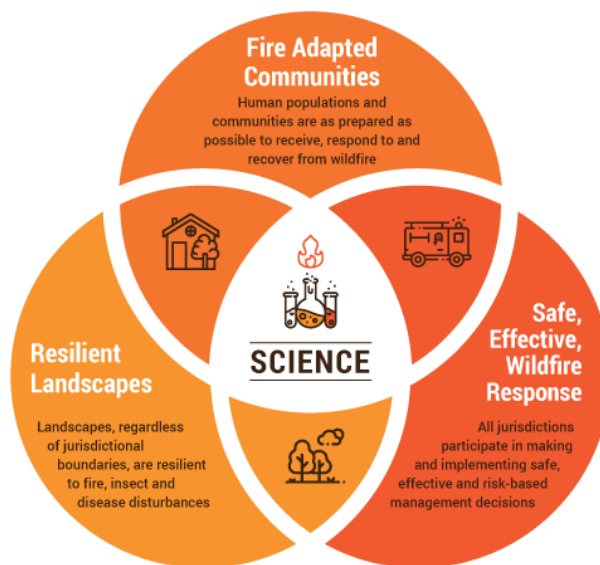 Fire Adapted
Communities
Human populations and
communities are as prepared as
possible to receive, respond to and
recover from wildfire
SCIENCE
Resilient
Landscapes
Landscapes, regardless
of jurisdictional
boundaries, are resilient
to fire, insect and
disease disturbances
Safe,
Effective,
Wildfire
Response
All jurisdictions
participate in making
and implementing safe,
effective and risk-based
management decisions